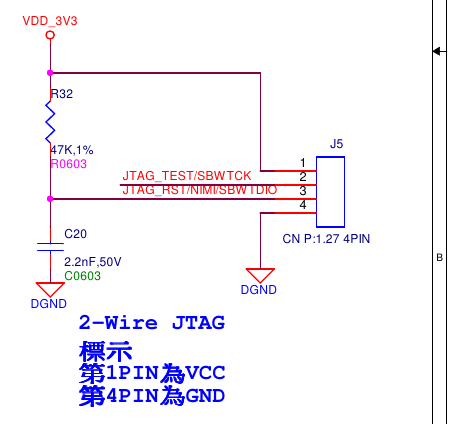 VDD_3V3
R32
47K,1%
R0603
J5
1
2
3
4
JTAG_TEST/SBWTCK
JTAG_RST/NIMI/SBWTDIO
CN P:1.27 4PIN
C20
2.2nF,50V
C0603
DGND
DGND
B
2-Wire JTAG
標示
第1PIN為VCC
第4PIN為GND